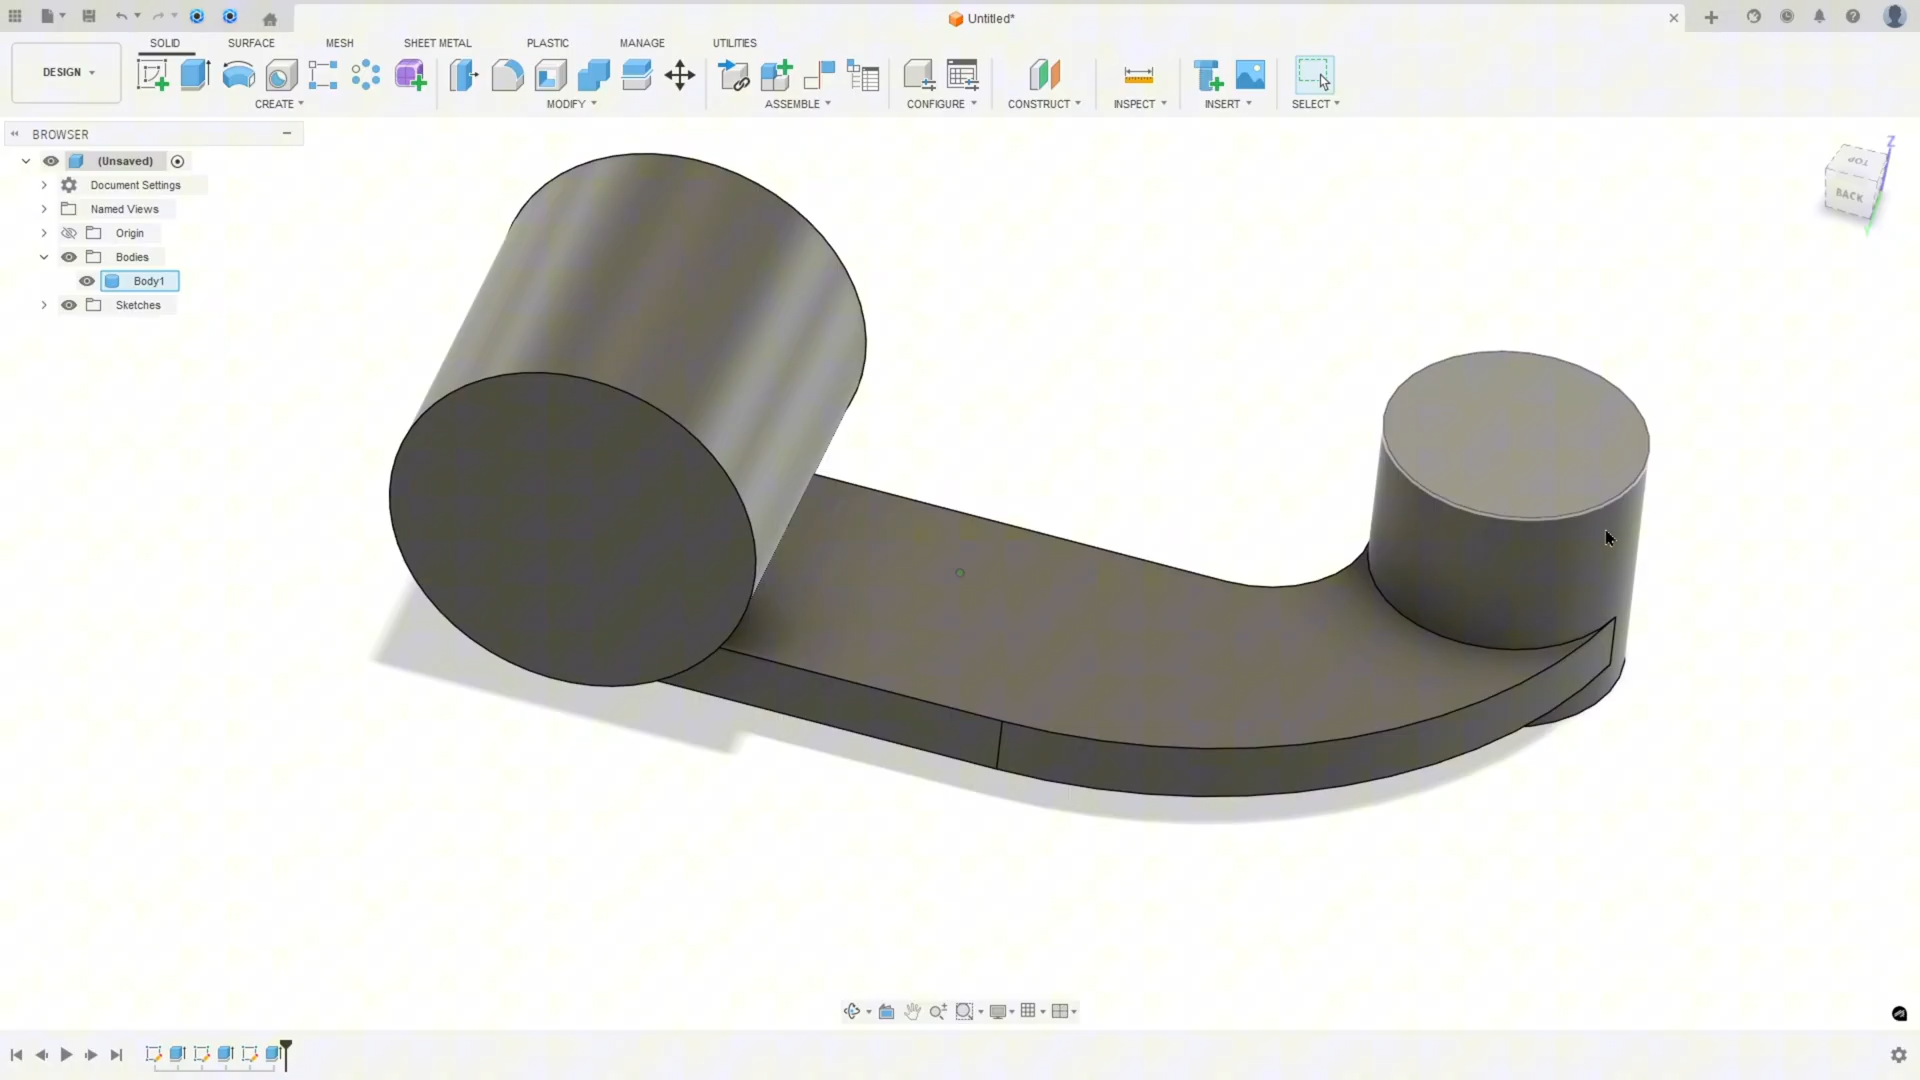 Untitled*
SOLID SURFACE MESH SHEET METAL PLASTIC MANAGE UTILITIES
DESIGN
CREATE MODIFY ASSEMBLE CONFIGURE CONSTRUCT INSPECT INSERT SELECT
BROWSER
(Unsaved)
Document Settings
Named Views
Origin
Bodies
Body1
Sketches
Z
TOP
BACK
Y